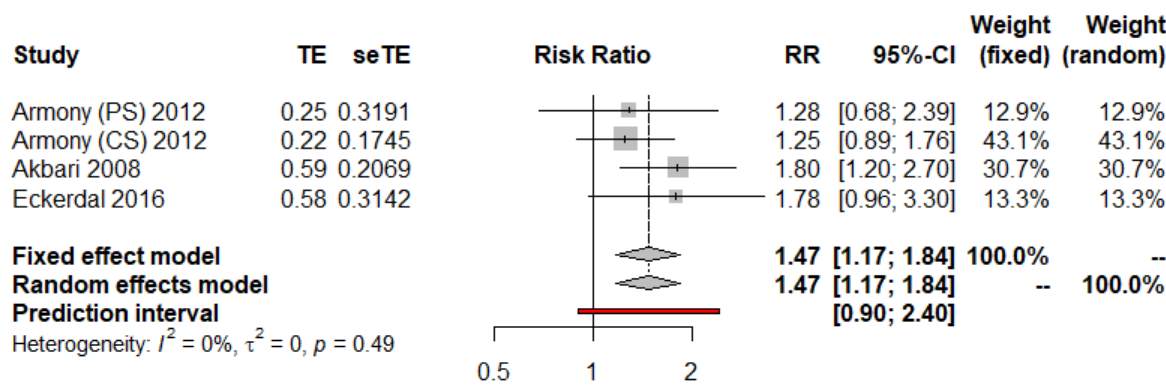 Weight Weight
Study TE seTE Risk Ratio RR 95%-CI (fixed) (random)
Armony (PS) 2012 0.25 0.3191 1.28 [0.68; 2.39] 12.9% 12.9%
Armony (CS) 2012 0.22 0.1745 1.25 [0.89; 1.76] 43.1% 43.1%
Akbari 2008 0.59 0.2069 1.80 [1.20; 2.70] 30.7% 30.7%
Eckerdal 2016 0.58 0.3142 1.78 [0.96; 3.30] 13.3% 13.3%
Fixed effect model 1.47 [1.17; 1.84] 100.0% --
Random effects model 1.47 [1.17; 1.84] -- 100.0%
Prediction interval [0.90; 2.40]
Heterogeneity: I² = 0%, τ² = 0, p = 0.49
0.5 1 2